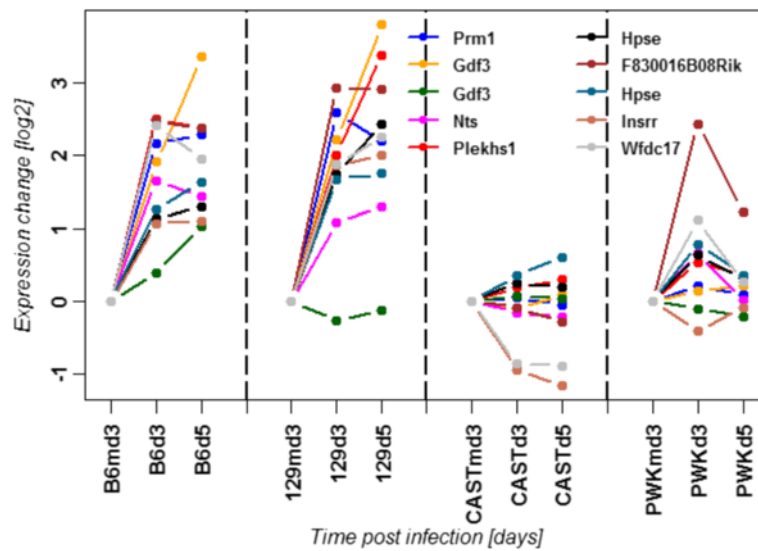 Prm1
Gdf3
Gdf3
Nts
Plekhs1
Hpse
F830016B08Rik
Hpse
Insrr
Wfdc17
Expression change [log2]
3
2
1
0
-1
B6md3
B6d3
B6d5
129md3
129d3
129d5
CASTmd3
CASTd3
CASTd5
PWKmd3
PWKd3
PWKd5
Time post infection [days]